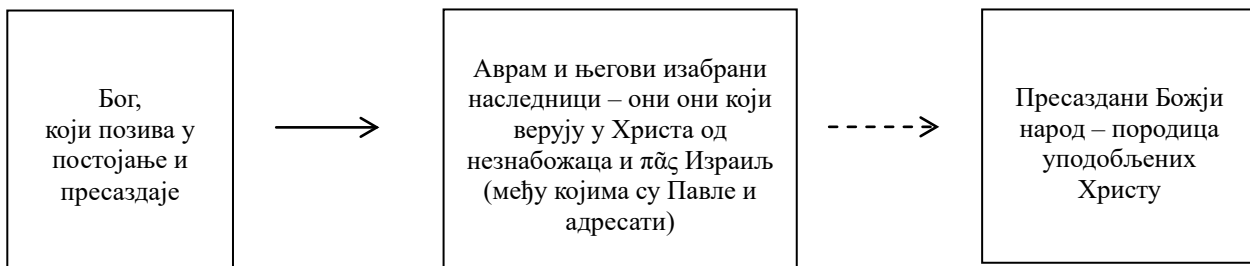 Бог,
који позива у
постојање и
пресаздаје
Аврам и његови изабрани
наследници – они они који
верују у Христа од
незнабожаца и πᾶς Израиљ
(међу којима су Павле и
адресати)
Пресаздани Божји
народ – породица
уподобљених
Христу